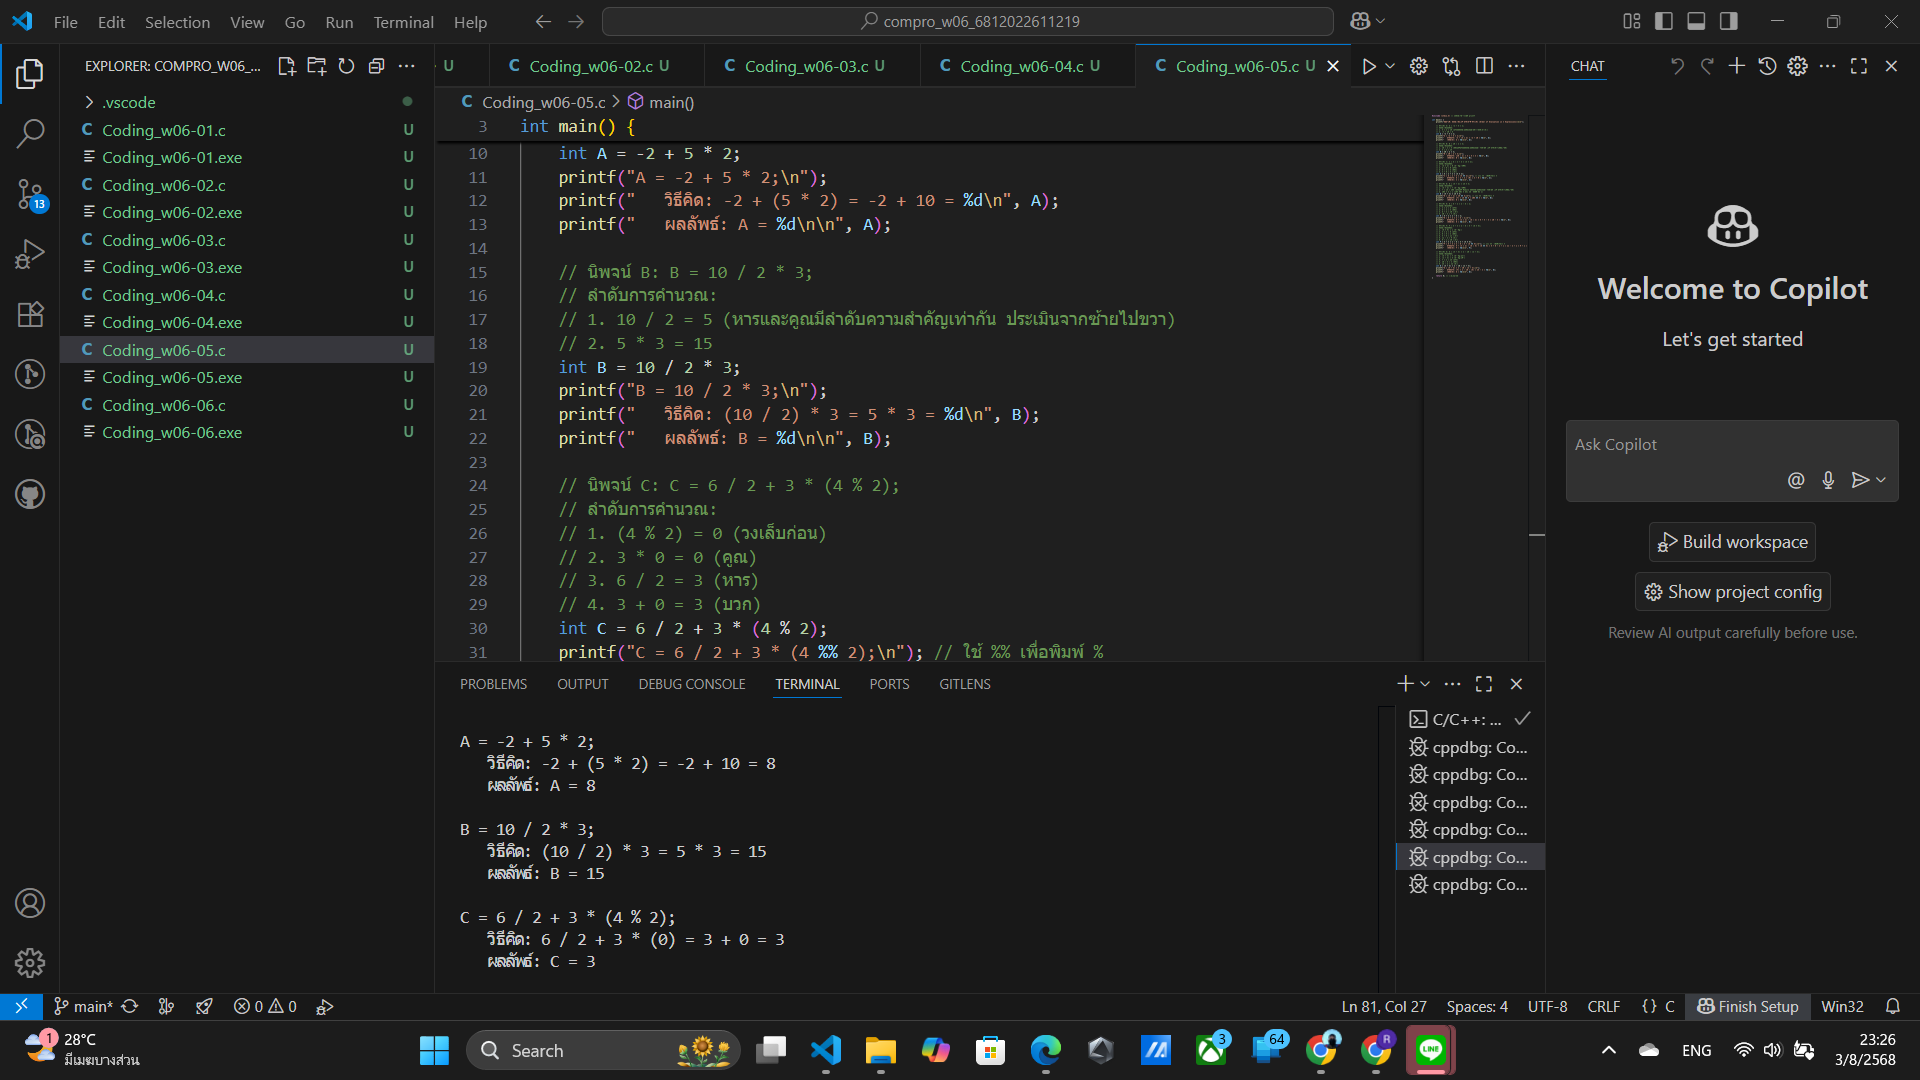 File Edit Selection View Go Run Terminal Help
compro_w06_6812022611219
EXPLORER: COMPRO_W06_...
.vscode
Coding_w06-01.c U
Coding_w06-01.exe U
Coding_w06-02.c U
Coding_w06-02.exe U
Coding_w06-03.c U
Coding_w06-03.exe U
Coding_w06-04.c U
Coding_w06-04.exe U
Coding_w06-05.c U
Coding_w06-05.exe U
Coding_w06-06.c U
Coding_w06-06.exe U
13
U C Coding_w06-02.c U C Coding_w06-03.c U C Coding_w06-04.c U C Coding_w06-05.c U
C Coding_w06-05.c > main()
3 int main() {
10 int A = -2 + 5 * 2;
11 printf("A = -2 + 5 * 2;\n");
12 printf("   วิธีคิด: -2 + (5 * 2) = -2 + 10 = %d\n", A);
13 printf("   ผลลัพธ์: A = %d\n\n", A);
14
15 // นิพจน์ B: B = 10 / 2 * 3;
16 // ลำดับการคำนวณ:
17 // 1. 10 / 2 = 5 (หารและคูณมีลำดับความสำคัญเท่ากัน ประเมินจากซ้ายไปขวา)
18 // 2. 5 * 3 = 15
19 int B = 10 / 2 * 3;
20 printf("B = 10 / 2 * 3;\n");
21 printf("   วิธีคิด: (10 / 2) * 3 = 5 * 3 = %d\n", B);
22 printf("   ผลลัพธ์: B = %d\n\n", B);
23
24 // นิพจน์ C: C = 6 / 2 + 3 * (4 % 2);
25 // ลำดับการคำนวณ:
26 // 1. (4 % 2) = 0 (วงเล็บก่อน)
27 // 2. 3 * 0 = 0 (คูณ)
28 // 3. 6 / 2 = 3 (หาร)
29 // 4. 3 + 0 = 3 (บวก)
30 int C = 6 / 2 + 3 * (4 % 2);
31 printf("C = 6 / 2 + 3 * (4 %% 2);\n"); // ใช้ %% เพื่อพิมพ์ %
PROBLEMS OUTPUT DEBUG CONSOLE TERMINAL PORTS GITLENS
A = -2 + 5 * 2;
   วิธีคิด: -2 + (5 * 2) = -2 + 10 = 8
   ผลลัพธ์: A = 8
B = 10 / 2 * 3;
   วิธีคิด: (10 / 2) * 3 = 5 * 3 = 15
   ผลลัพธ์: B = 15
C = 6 / 2 + 3 * (4 % 2);
   วิธีคิด: 6 / 2 + 3 * (0) = 3 + 0 = 3
   ผลลัพธ์: C = 3
C/C++: ...
cppdbg: Co...
cppdbg: Co...
cppdbg: Co...
cppdbg: Co...
cppdbg: Co...
cppdbg: Co...
CHAT
Welcome to Copilot
Let's get started
Ask Copilot
Build workspace
Show project config
Review AI output carefully before use.
main* 0 0
Ln 81, Col 27 Spaces: 4 UTF-8 CRLF {} C Finish Setup Win32
1
28°C
มีเมฆบางส่วน
Search
3
64
R
LINE
ENG
23:26
3/8/2568